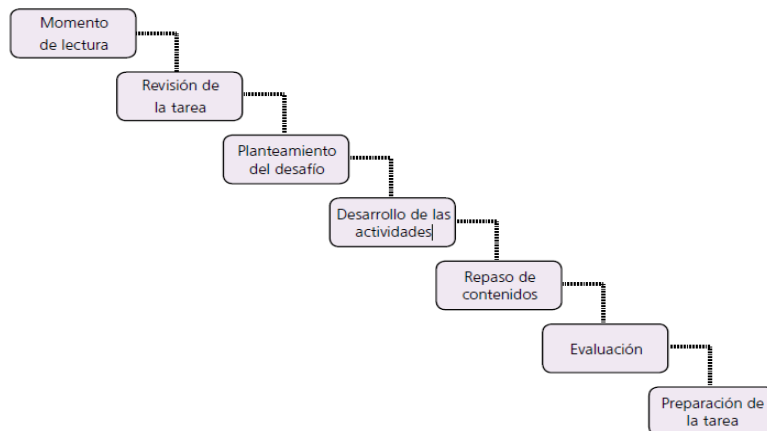 Momento
de lectura
Revisión de
la tarea
Planteamiento
del desafío
Desarrollo de las
actividades
Repaso de
contenidos
Evaluación
Preparación de
la tarea